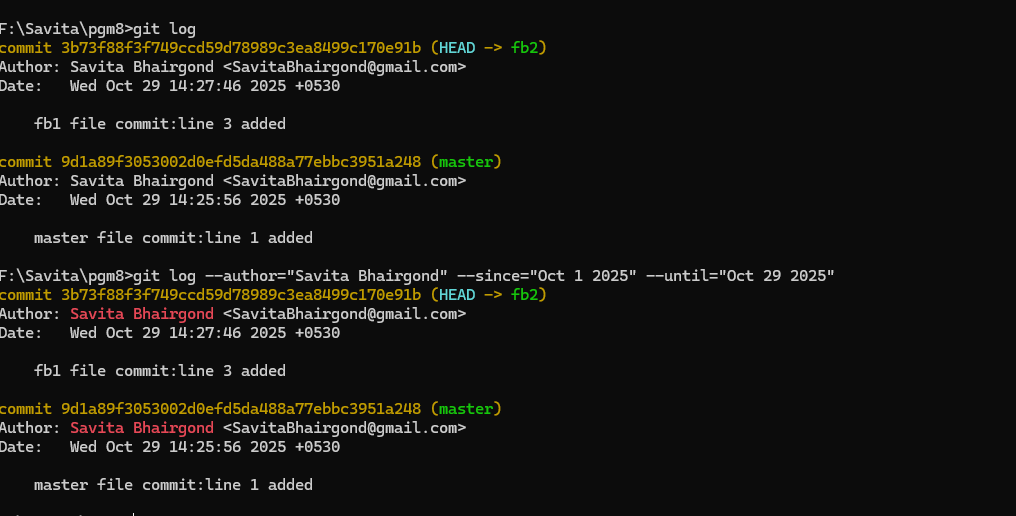 F:\Savita\pgm8>git log
commit 3b73f88f3f749ccd59d78989c3ea8499c170e91b (HEAD -> fb2)
Author: Savita Bhairgond <SavitaBhairgond@gmail.com>
Date:   Wed Oct 29 14:27:46 2025 +0530
fb1 file commit:line 3 added
commit 9d1a89f3053002d0efd5da488a77ebbc3951a248 (master)
Author: Savita Bhairgond <SavitaBhairgond@gmail.com>
Date:   Wed Oct 29 14:25:56 2025 +0530
master file commit:line 1 added
F:\Savita\pgm8>git log --author="Savita Bhairgond" --since="Oct 1 2025" --until="Oct 29 2025"
commit 3b73f88f3f749ccd59d78989c3ea8499c170e91b (HEAD -> fb2)
Author: Savita Bhairgond <SavitaBhairgond@gmail.com>
Date:   Wed Oct 29 14:27:46 2025 +0530
fb1 file commit:line 3 added
commit 9d1a89f3053002d0efd5da488a77ebbc3951a248 (master)
Author: Savita Bhairgond <SavitaBhairgond@gmail.com>
Date:   Wed Oct 29 14:25:56 2025 +0530
master file commit:line 1 added